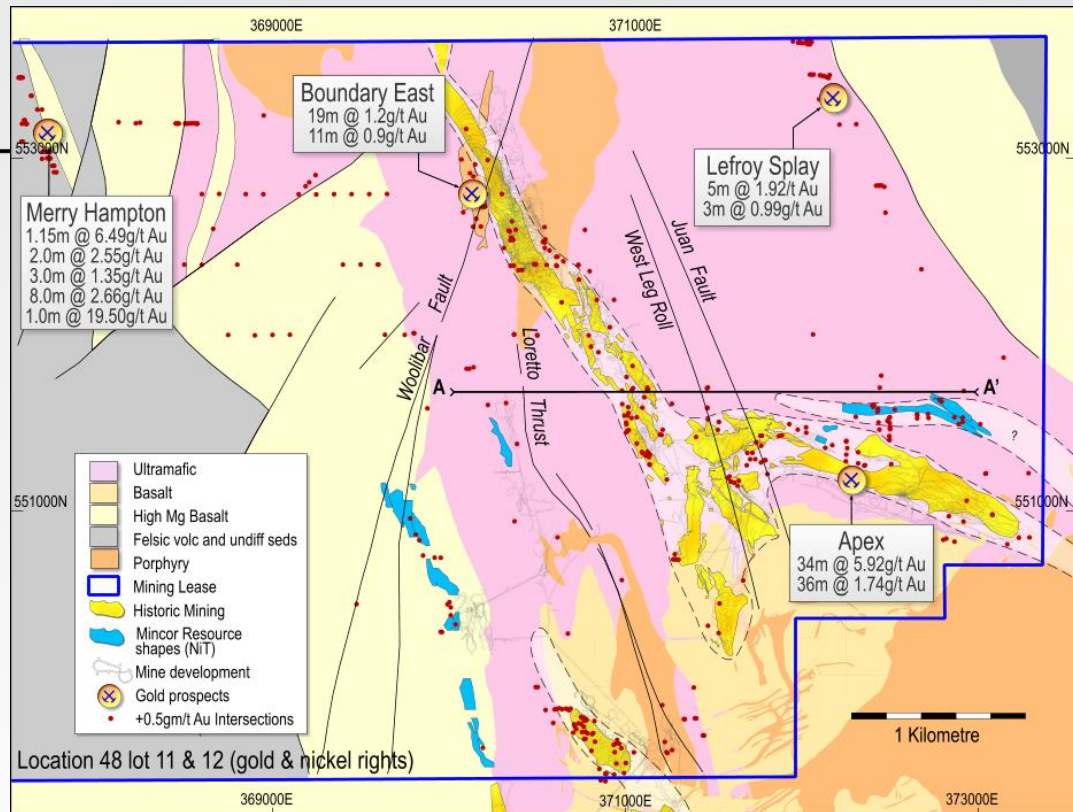 369000E
371000E
Boundary East
19m @ 1.2g/t Au
11m @ 0.9g/t Au
553000N
553000N
Lefroy Splay
5m @ 1.92/t Au
3m @ 0.99g/t Au
Merry Hampton
1.15m @ 6.49g/t Au
2.0m @ 2.55g/t Au
3.0m @ 1.35g/t Au
8.0m @ 2.66g/t Au
1.0m @ 19.50g/t Au
Woolibar Fault
Loretto Thrust
West Leg Roll
Juan Fault
A
A'
?
551000N
551000N
Apex
34m @ 5.92g/t Au
36m @ 1.74g/t Au
Ultramafic
Basalt
High Mg Basalt
Felsic volc and undiff seds
Porphyry
Mining Lease
Historic Mining
Mincor Resource
shapes (NiT)
Mine development
Gold prospects
+0.5gm/t Au Intersections
1 Kilometre
Location 48 lot 11 & 12 (gold & nickel rights)
369000E
371000E
373000E